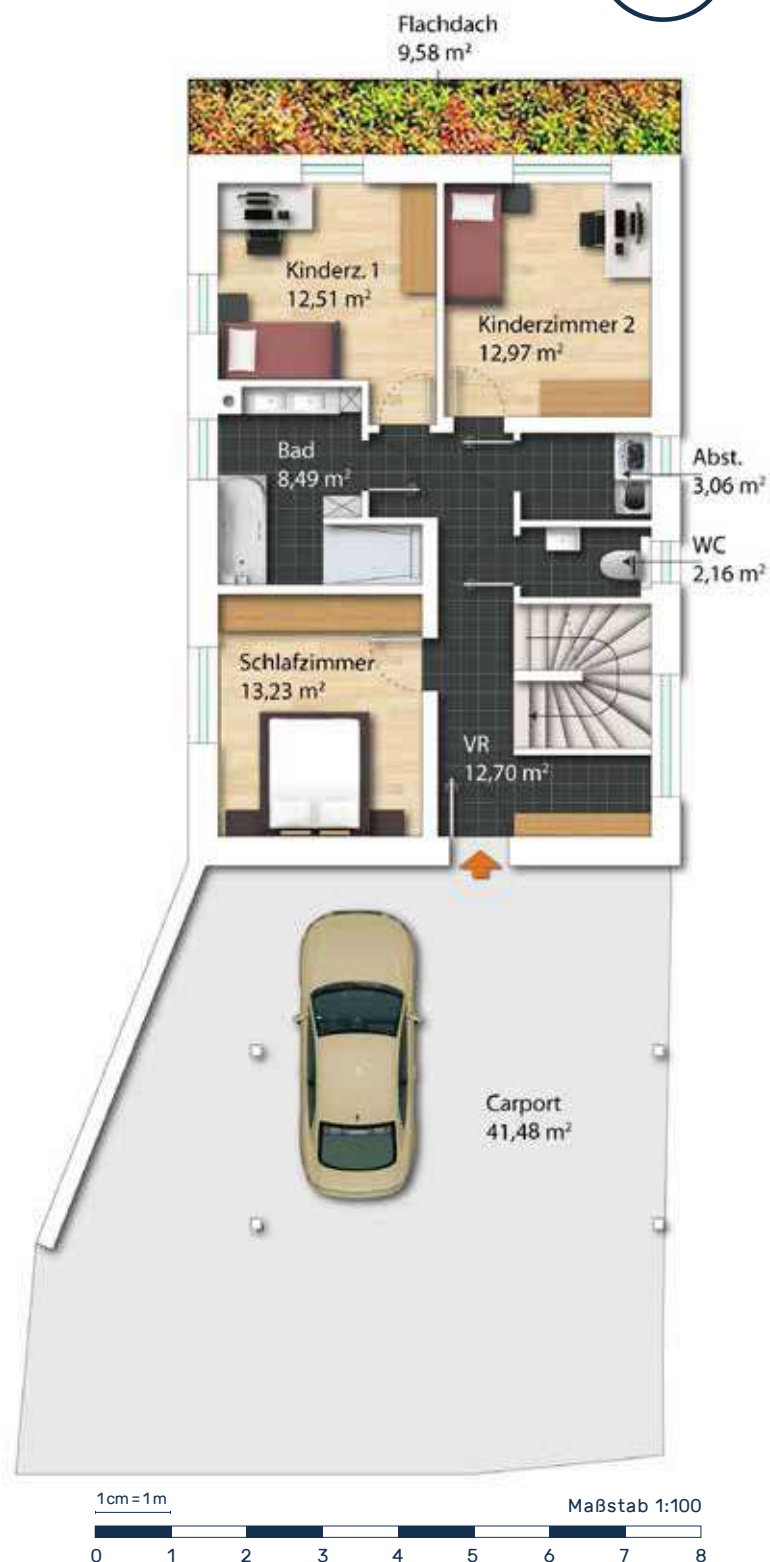 Flachdach
9,58 m²
Kinderz. 1
12,51 m²
Kinderzimmer 2
12,97 m²
Bad
8,49 m²
Abst.
3,06 m²
WC
2,16 m²
Schlafzimmer
13,23 m²
VR
12,70 m²
Carport
41,48 m²
1cm=1m
Maßstab 1:100
0 1 2 3 4 5 6 7 8